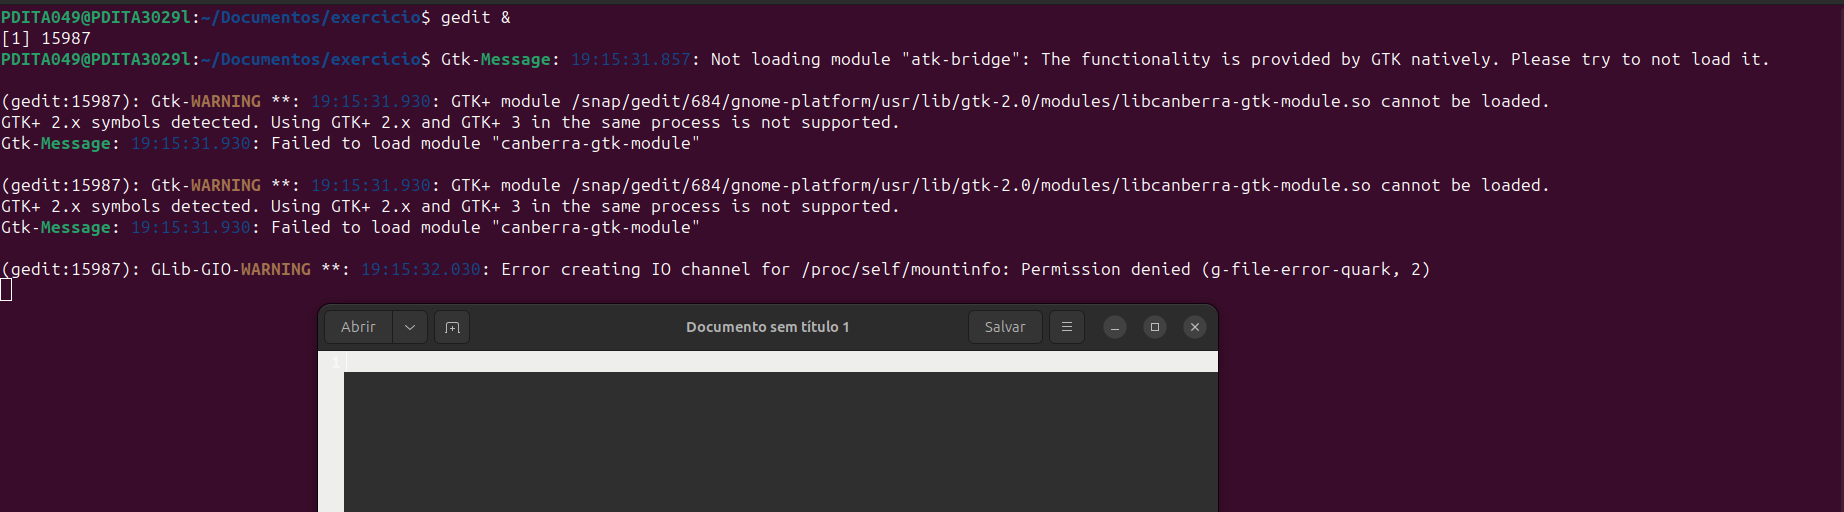 PDITA049@PDITA3029l:~/Documentos/exercicio$ gedit &
[1] 15987
PDITA049@PDITA3029l:~/Documentos/exercicio$ Gtk-Message: 19:15:31.857: Not loading module "atk-bridge": The functionality is provided by GTK natively. Please try to not load it.
(gedit:15987): Gtk-WARNING **: 19:15:31.930: GTK+ module /snap/gedit/684/gnome-platform/usr/lib/gtk-2.0/modules/libcanberra-gtk-module.so cannot be loaded.
GTK+ 2.x symbols detected. Using GTK+ 2.x and GTK+ 3 in the same process is not supported.
Gtk-Message: 19:15:31.930: Failed to load module "canberra-gtk-module"
(gedit:15987): Gtk-WARNING **: 19:15:31.930: GTK+ module /snap/gedit/684/gnome-platform/usr/lib/gtk-2.0/modules/libcanberra-gtk-module.so cannot be loaded.
GTK+ 2.x symbols detected. Using GTK+ 2.x and GTK+ 3 in the same process is not supported.
Gtk-Message: 19:15:31.930: Failed to load module "canberra-gtk-module"
(gedit:15987): GLib-GIO-WARNING **: 19:15:32.030: Error creating IO channel for /proc/self/mountinfo: Permission denied (g-file-error-quark, 2)
Abrir Documento sem título 1 Salvar
1